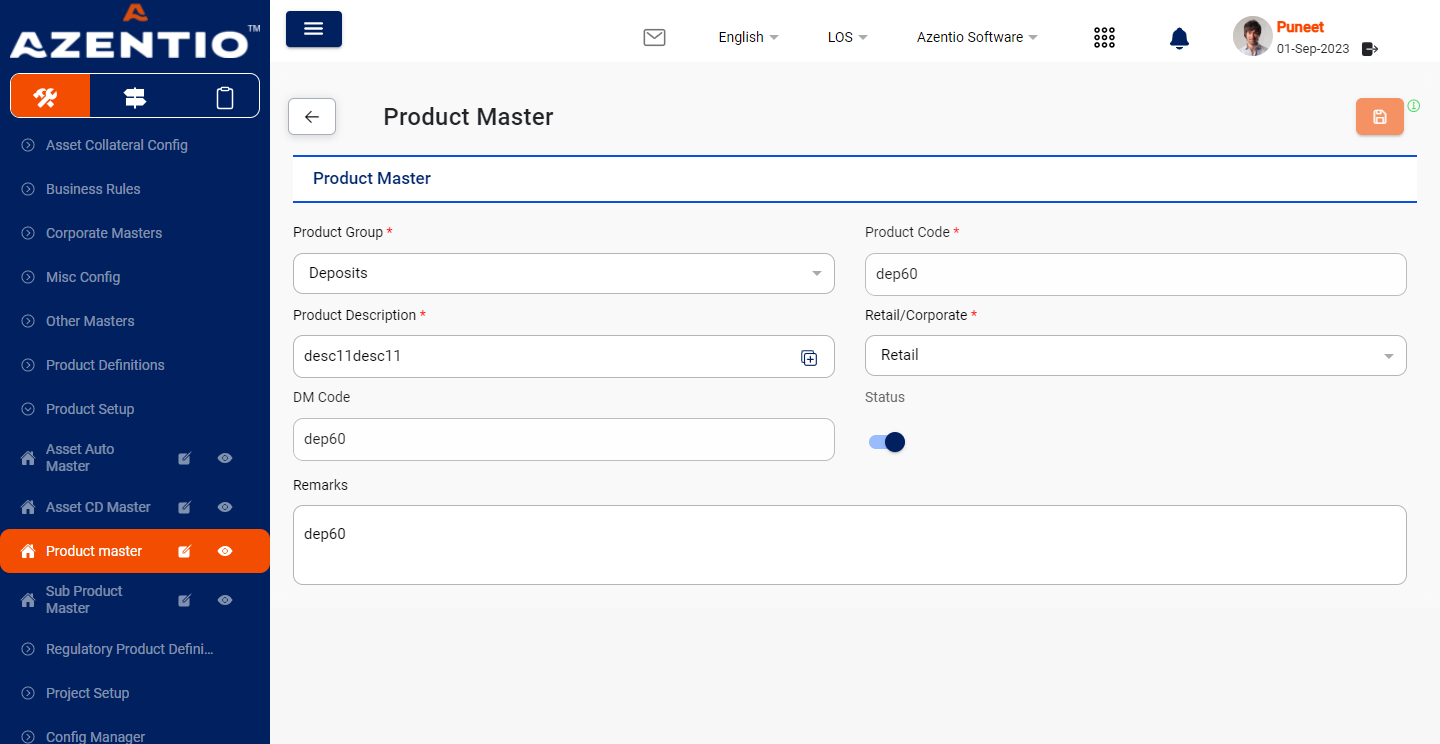 AZENTIO™
English
LOS
Azentio Software
Puneet
01-Sep-2023
Asset Collateral Config
Business Rules
Corporate Masters
Misc Config
Other Masters
Product Definitions
Product Setup
Asset Auto
Master
Asset CD Master
Product master
Sub Product
Master
Regulatory Product Defini...
Project Setup
Config Manager
Product Master
Product Master
Product Group *
Deposits
Product Code *
dep60
Product Description *
desc11desc11
Retail/Corporate *
Retail
DM Code
dep60
Status
Remarks
dep60